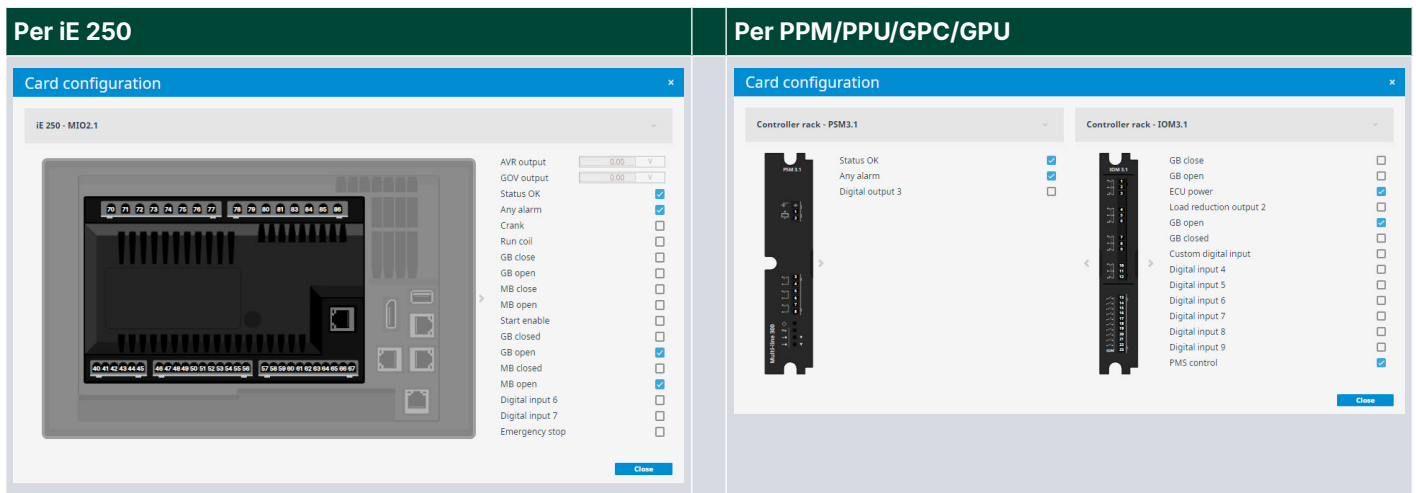 Per iE 250
Card configuration ×
iE 250 - MIO2.1
70 71 72 73 74 75 76 77 78 79 80 81 83 84 85 86
40 41 42 43 44 45 46 47 48 49 50 51 52 53 54 55 56 57 58 59 60 61 62 63 64 65 66 67
AVR output 0.00 V
GOV output 0.00 V
Status OK
Any alarm
Crank
Run coil
GB close
GB open
MB close
MB open
Start enable
GB closed
GB open
MB closed
MB open
Digital input 6
Digital input 7
Emergency stop
Close
Per PPM/PPU/GPC/GPU
Card configuration ×
Controller rack - PSM3.1
PSM 3.1
Multi-line 300
Status OK
Any alarm
Digital output 3
Controller rack - IOM3.1
IOM 3.1
GB close
GB open
ECU power
Load reduction output 2
GB open
GB closed
Custom digital input
Digital input 4
Digital input 5
Digital input 6
Digital input 7
Digital input 8
Digital input 9
PMS control
Close